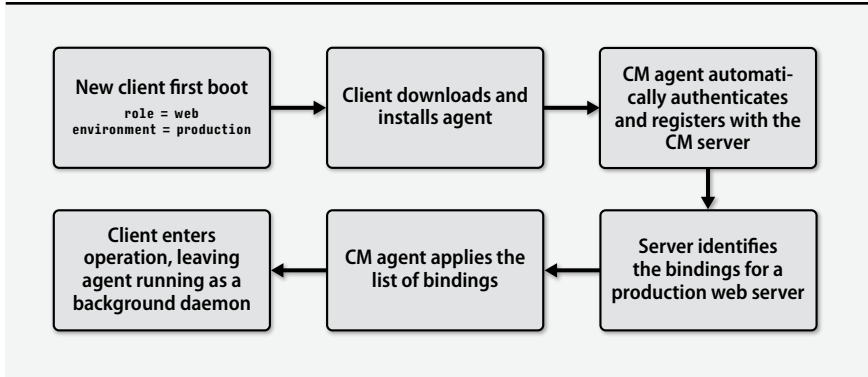 New client first boot
role = web
environment = production
Client downloads and
installs agent
CM agent automati-
cally authenticates
and registers with the
CM server
Server identifies
the bindings for a
production web server
CM agent applies the
list of bindings
Client enters
operation, leaving
agent running as a
background daemon